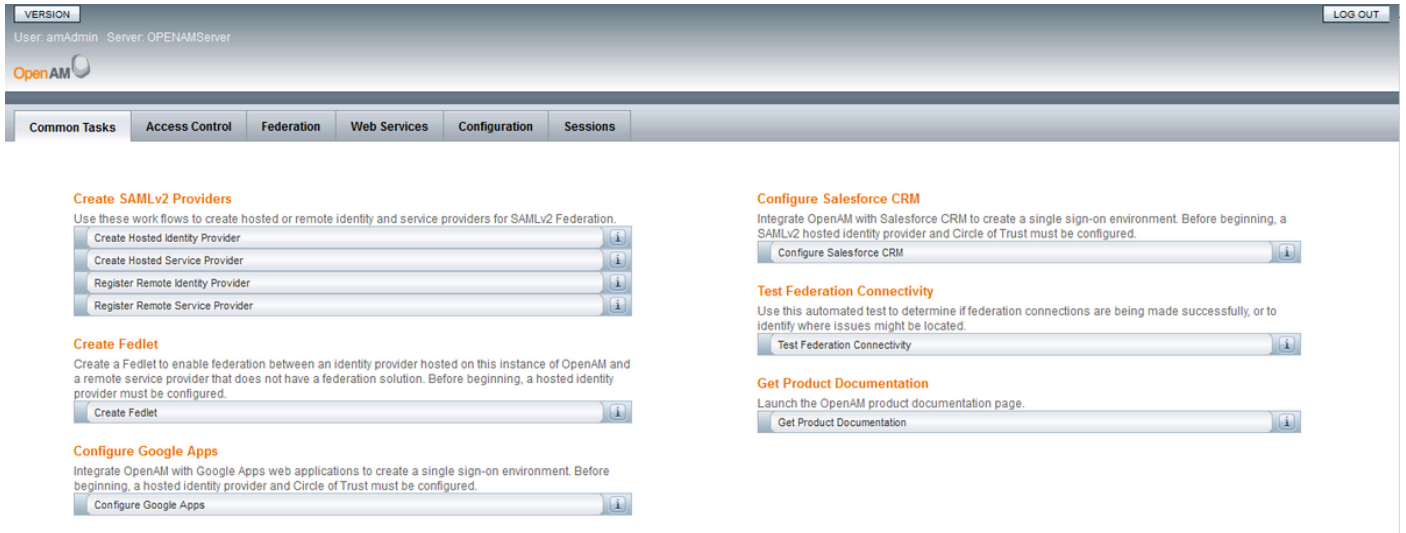 VERSION
LOG OUT
User: amAdmin Server: OPENAMServer
OpenAM
Common Tasks
Access Control
Federation
Web Services
Configuration
Sessions
Create SAMLv2 Providers
Use these work flows to create hosted or remote identity and service providers for SAMLv2 Federation.
Create Hosted Identity Provider
i
Create Hosted Service Provider
i
Register Remote Identity Provider
i
Register Remote Service Provider
i
Create Fedlet
Create a Fedlet to enable federation between an identity provider hosted on this instance of OpenAM and
a remote service provider that does not have a federation solution. Before beginning, a hosted identity
provider must be configured.
Create Fedlet
i
Configure Google Apps
Integrate OpenAM with Google Apps web applications to create a single sign-on environment. Before
beginning, a hosted identity provider and Circle of Trust must be configured.
Configure Google Apps
i
Configure Salesforce CRM
Integrate OpenAM with Salesforce CRM to create a single sign-on environment. Before beginning, a
SAMLv2 hosted identity provider and Circle of Trust must be configured.
Configure Salesforce CRM
i
Test Federation Connectivity
Use this automated test to determine if federation connections are being made successfully, or to
identify where issues might be located.
Test Federation Connectivity
i
Get Product Documentation
Launch the OpenAM product documentation page.
Get Product Documentation
i